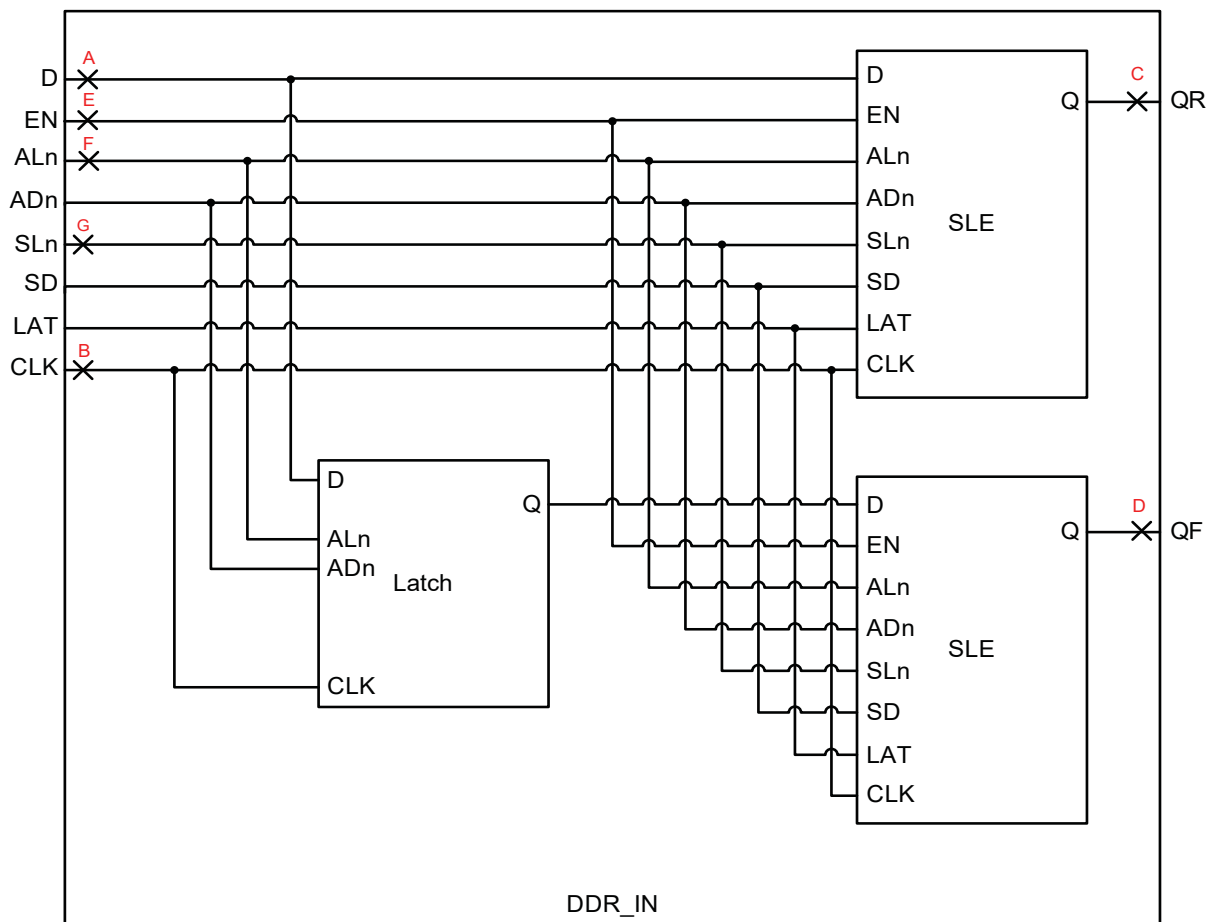 A
D
E
EN
F
ALn
ADn
G
SLn
SD
LAT
B
CLK
D
EN
ALn
ADn
SLn
SD
LAT
CLK
SLE
Q
C
QR
D
ALn
ADn
CLK
Latch
Q
D
EN
ALn
ADn
SLn
SD
LAT
CLK
SLE
Q
D
QF
DDR_IN